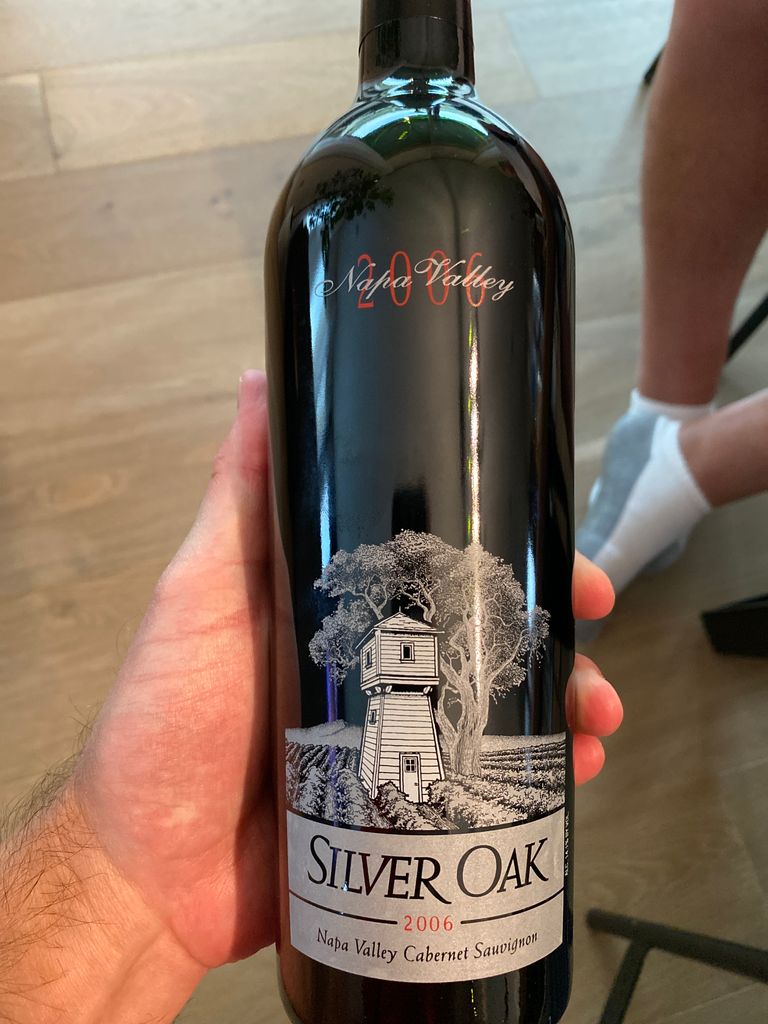 2006
Napa Valley
SILVER OAK
2006
Napa Valley Cabernet Sauvignon